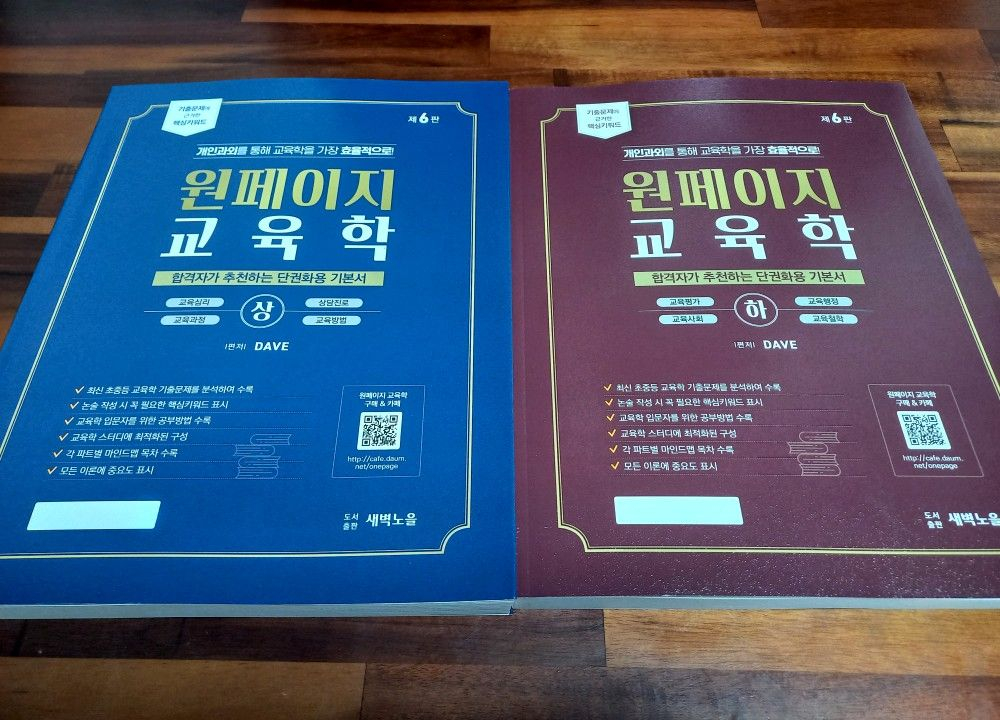 기출문제에
근거한
핵심키워드
제6판
개인과외를 통해 교육학을 가장 효율적으로!
원페이지
교육학
합격자가 추천하는 단권화용 기본서
교육심리 상담진로
상
교육과정 교육방법
편저 DAVE
최신 초중등 교육학 기출문제를 분석하여 수록
논술 작성 시 꼭 필요한 핵심키워드 표시
교육학 입문자를 위한 공부방법 수록
교육학 스터디에 최적화된 구성
각 파트별 마인드맵 목차 수록
모든 이론에 중요도 표시
원페이지 교육학
구매 & 카페
http://cafe.daum.
net/onepage
도서
출판 새벽노을
기출문제에
근거한
핵심키워드
제6판
개인과외를 통해 교육학을 가장 효율적으로!
원페이지
교육학
합격자가 추천하는 단권화용 기본서
교육평가 교육행정
하
교육사회 교육철학
편저 DAVE
최신 초중등 교육학 기출문제를 분석하여 수록
논술 작성 시 꼭 필요한 핵심키워드 표시
교육학 입문자를 위한 공부방법 수록
교육학 스터디에 최적화된 구성
각 파트별 마인드맵 목차 수록
모든 이론에 중요도 표시
원페이지 교육학
구매 & 카페
http://cafe.daum.
net/onepage
도서
출판 새벽노을